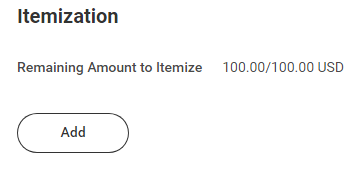 Itemization
Remaining Amount to Itemize 100.00/100.00 USD
Add